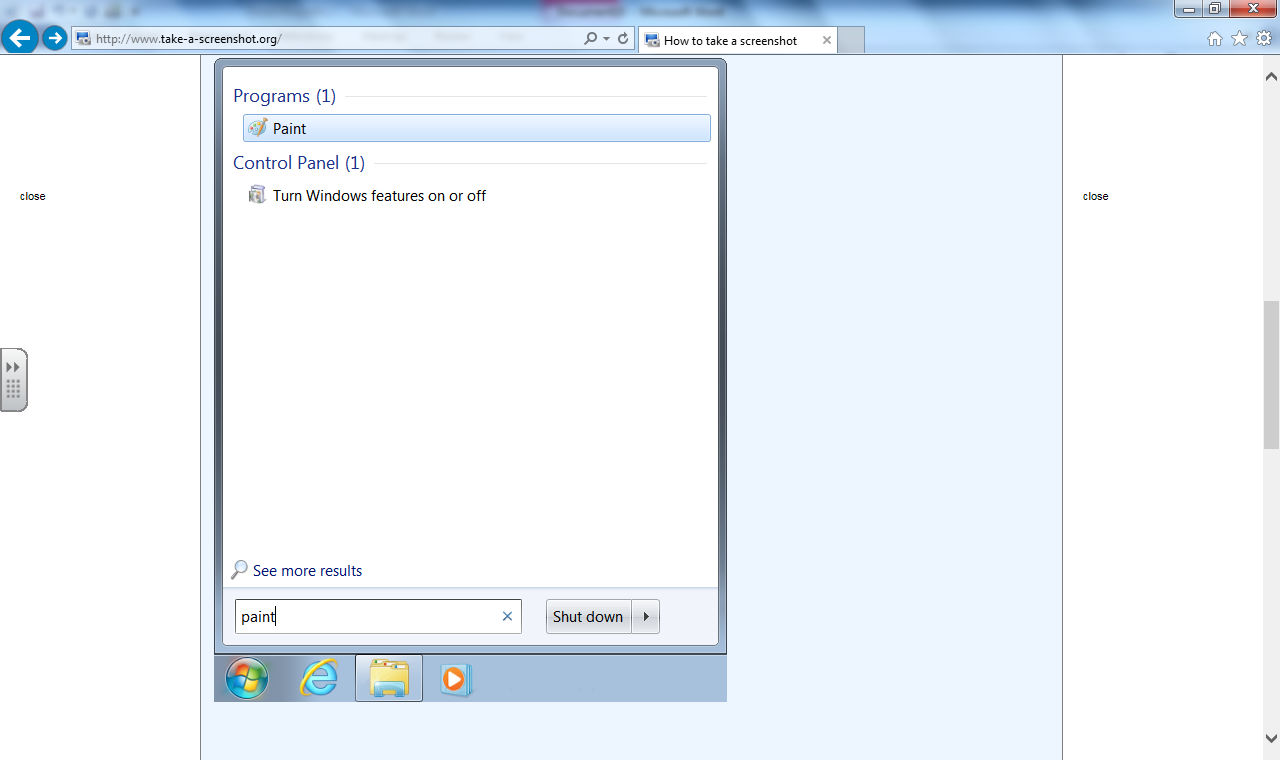 http://www.take-a-screenshot.org/
How to take a screenshot
Programs (1)
Paint
Control Panel (1)
Turn Windows features on or off
close
close
See more results
paint
Shut down